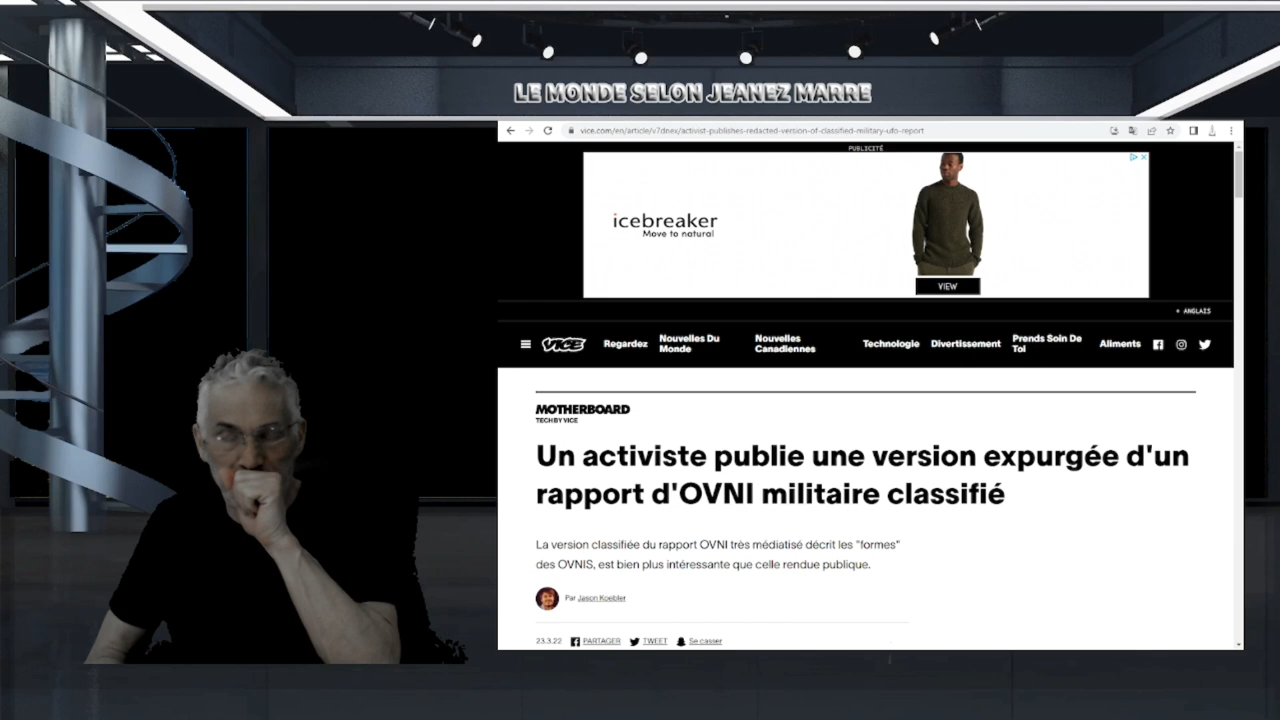 LE MONDE SELON JEANEZ MARRE
vice.com/en/article/v7dnex/activist-publishes-redacted-version-of-classified-military-ufo-report
PUBLICITÉ
icebreaker
Move to natural
VIEW
+ ANGLAIS
VICE
Regardez
Nouvelles Du
Monde
Nouvelles
Canadiennes
Technologie
Divertissement
Prends Soin De
Toi
Aliments
MOTHERBOARD
TECH BY VICE
Un activiste publie une version expurgée d'un
rapport d'OVNI militaire classifié
La version classifiée du rapport OVNI très médiatisé décrit les "formes"
des OVNIS, est bien plus intéressante que celle rendue publique.
Par Jason Koebler
23.3.22 PARTAGER TWEET Se casser